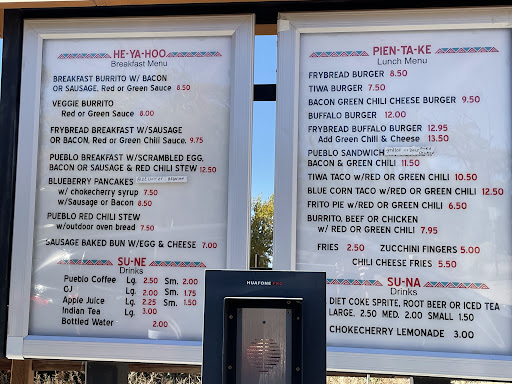 HE-YA-HOO
Breakfast Menu
BREAKFAST BURRITO W/ BACON
OR SAUSAGE, Red or Green Sauce 8.50
VEGGIE BURRITO
Red or Green Sauce 8.00
FRYBREAD BREAKFAST W/SAUSAGE
OR BACON, Red or Green Chili Sauce. 9.75
PUEBLO BREAKFAST W/SCRAMBLED EGG,
BACON OR SAUSAGE & RED CHILI STEW 12.50
BLUEBERRY PANCAKES
w/ chokecherry syrup 7.50
w/Sausage or Bacon 8.50
PUEBLO RED CHILI STEW
w/outdoor oven bread 7.50
SAUSAGE BAKED BUN W/EGG & CHEESE 7.00
SU-NE
Drinks
Pueblo Coffee Lg. 2.50 Sm. 2.00
OJ Lg. 2.00 Sm. 1.75
Apple Juice Lg. 2.25 Sm. 1.50
Indian Tea Lg. 3.00
Bottled Water 2.00
PIEN-TA-KE
Lunch Menu
FRYBREAD BURGER 8.50
TIWA BURGER 7.50
BACON GREEN CHILI CHEESE BURGER 9.50
BUFFALO BURGER 12.00
FRYBREAD BUFFALO BURGER 12.95
Add Green Chili & Cheese 13.50
PUEBLO SANDWICH
BACON & GREEN CHILI 11.50
TIWA TACO w/RED OR GREEN CHILI 10.50
BLUE CORN TACO w/RED OR GREEN CHILI 12.50
FRITO PIE w/RED OR GREEN CHILI 6.50
BURRITO, BEEF OR CHICKEN
w/ RED OR GREEN CHILI 7.95
FRIES 2.50 ZUCCHINI FINGERS 5.00
CHILI CHEESE FRIES 5.50
SU-NA
Drinks
DIET COKE SPRITE, ROOT BEER OR ICED TEA
LARGE. 2.50 MED. 2.00 SMALL 1.50
CHOKECHERRY LEMONADE 3.00
HUAFONE